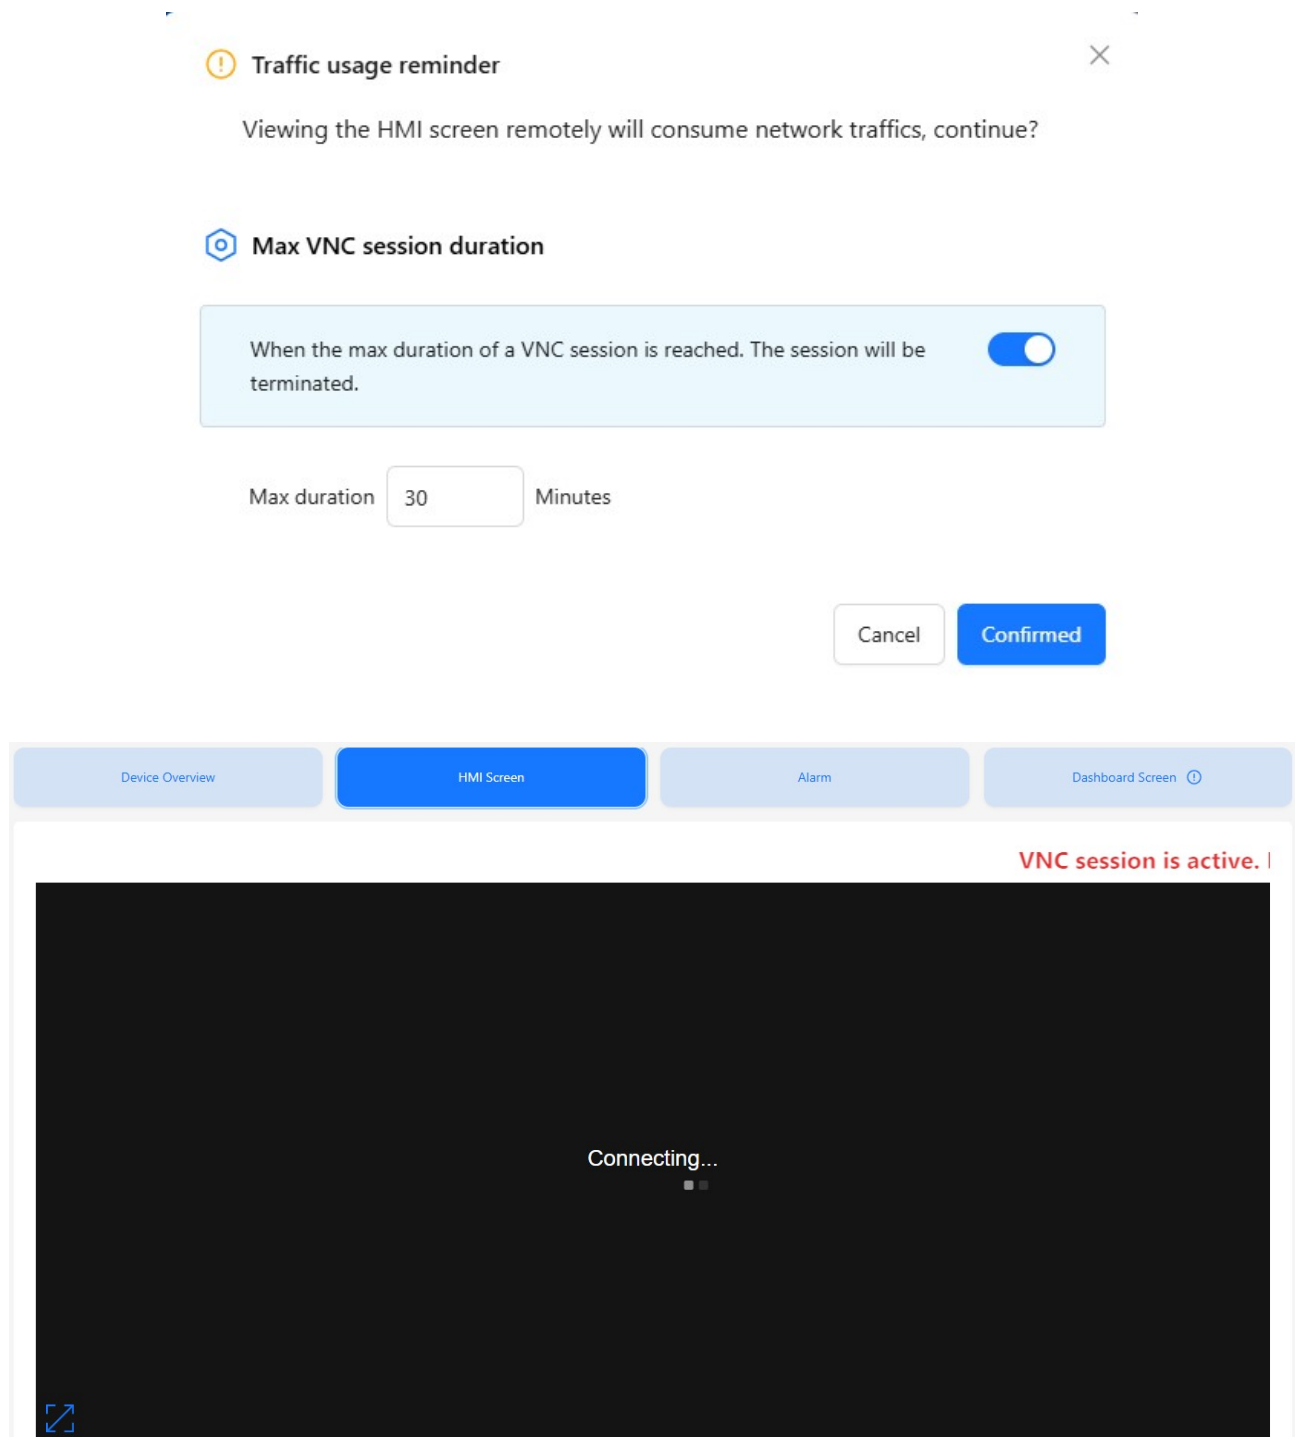 Traffic usage reminder
Viewing the HMI screen remotely will consume network traffics, continue?
Max VNC session duration
When the max duration of a VNC session is reached. The session will be
terminated.
Max duration 30 Minutes
Cancel Confirmed
Device Overview HMI Screen Alarm Dashboard Screen
VNC session is active.
Connecting...